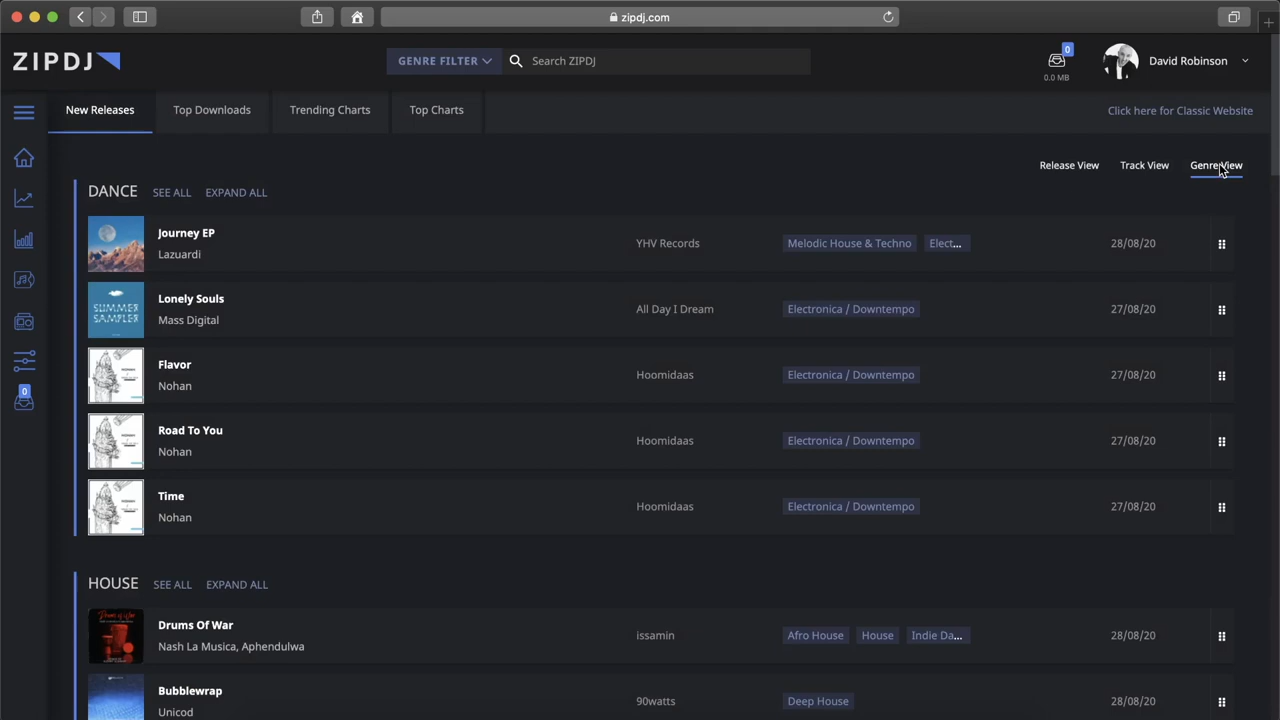 zipdj.com
ZIPDJ
GENRE FILTER
Search ZIPDJ
0
0.0 MB
David Robinson
New Releases
Top Downloads
Trending Charts
Top Charts
Click here for Classic Website
Release View
Track View
Genre View
DANCE SEE ALL EXPAND ALL
Journey EP
Lazuardi
YHV Records
Melodic House & Techno
Elect...
28/08/20
Lonely Souls
Mass Digital
All Day I Dream
Electronica / Downtempo
27/08/20
SUMMER
SAMPLER
Flavor
Nohan
Hoomidaas
Electronica / Downtempo
27/08/20
Road To You
Nohan
Hoomidaas
Electronica / Downtempo
27/08/20
0
Time
Nohan
Hoomidaas
Electronica / Downtempo
27/08/20
HOUSE SEE ALL EXPAND ALL
Drums Of War
Nash La Musica, Aphendulwa
issamin
Afro House
House
Indie Da...
28/08/20
Drums of War
Bubblewrap
Unicod
90watts
Deep House
28/08/20